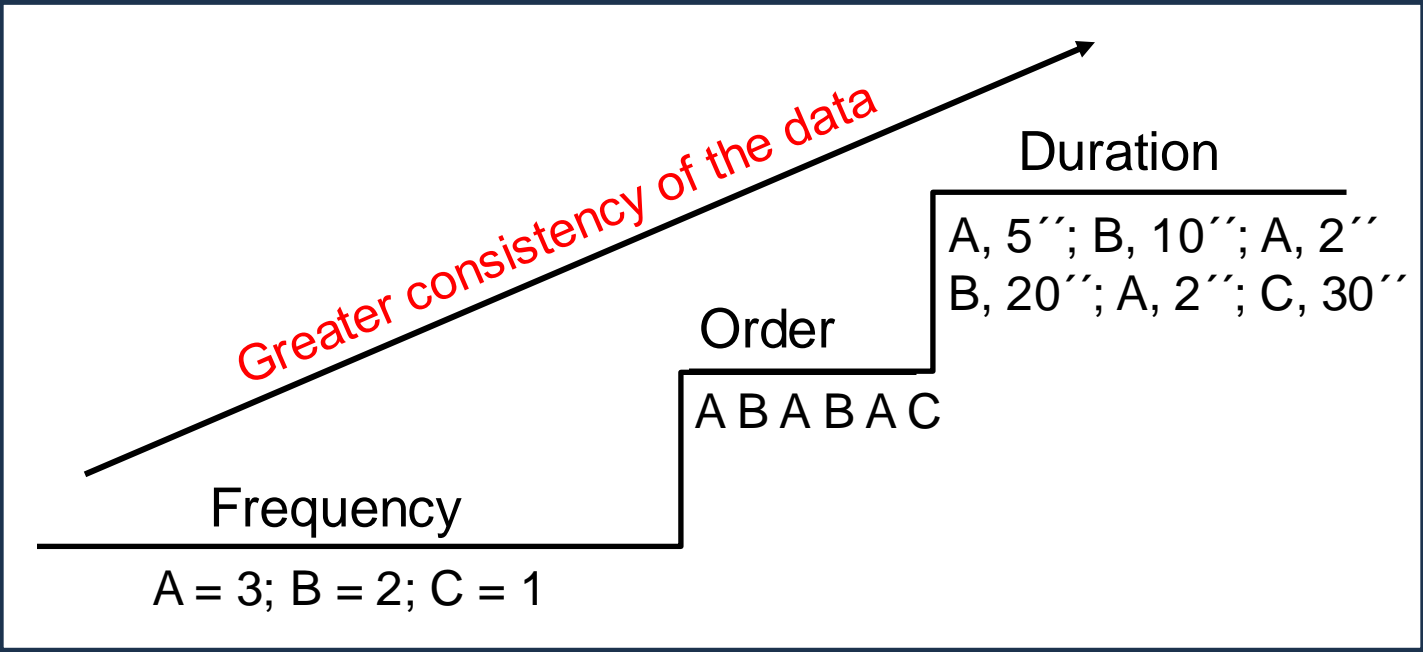 Greater consistency of the data
Duration
A, 5´´; B, 10´´; A, 2´´
B, 20´´; A, 2´´; C, 30´´
Order
A B A B A C
Frequency
A = 3; B = 2; C = 1